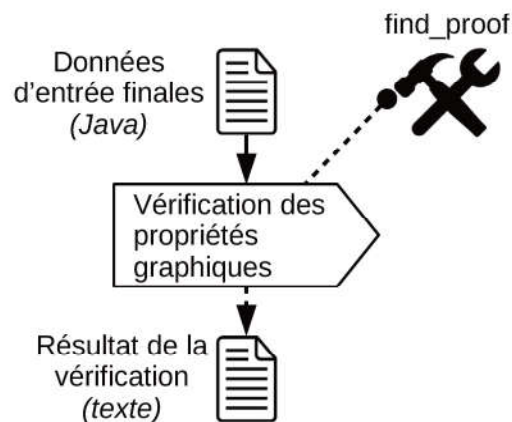 find_proof
Données
d’entrée finales
(Java)
Vérification des
propriétés
graphiques
Résultat de la
vérification
(texte)